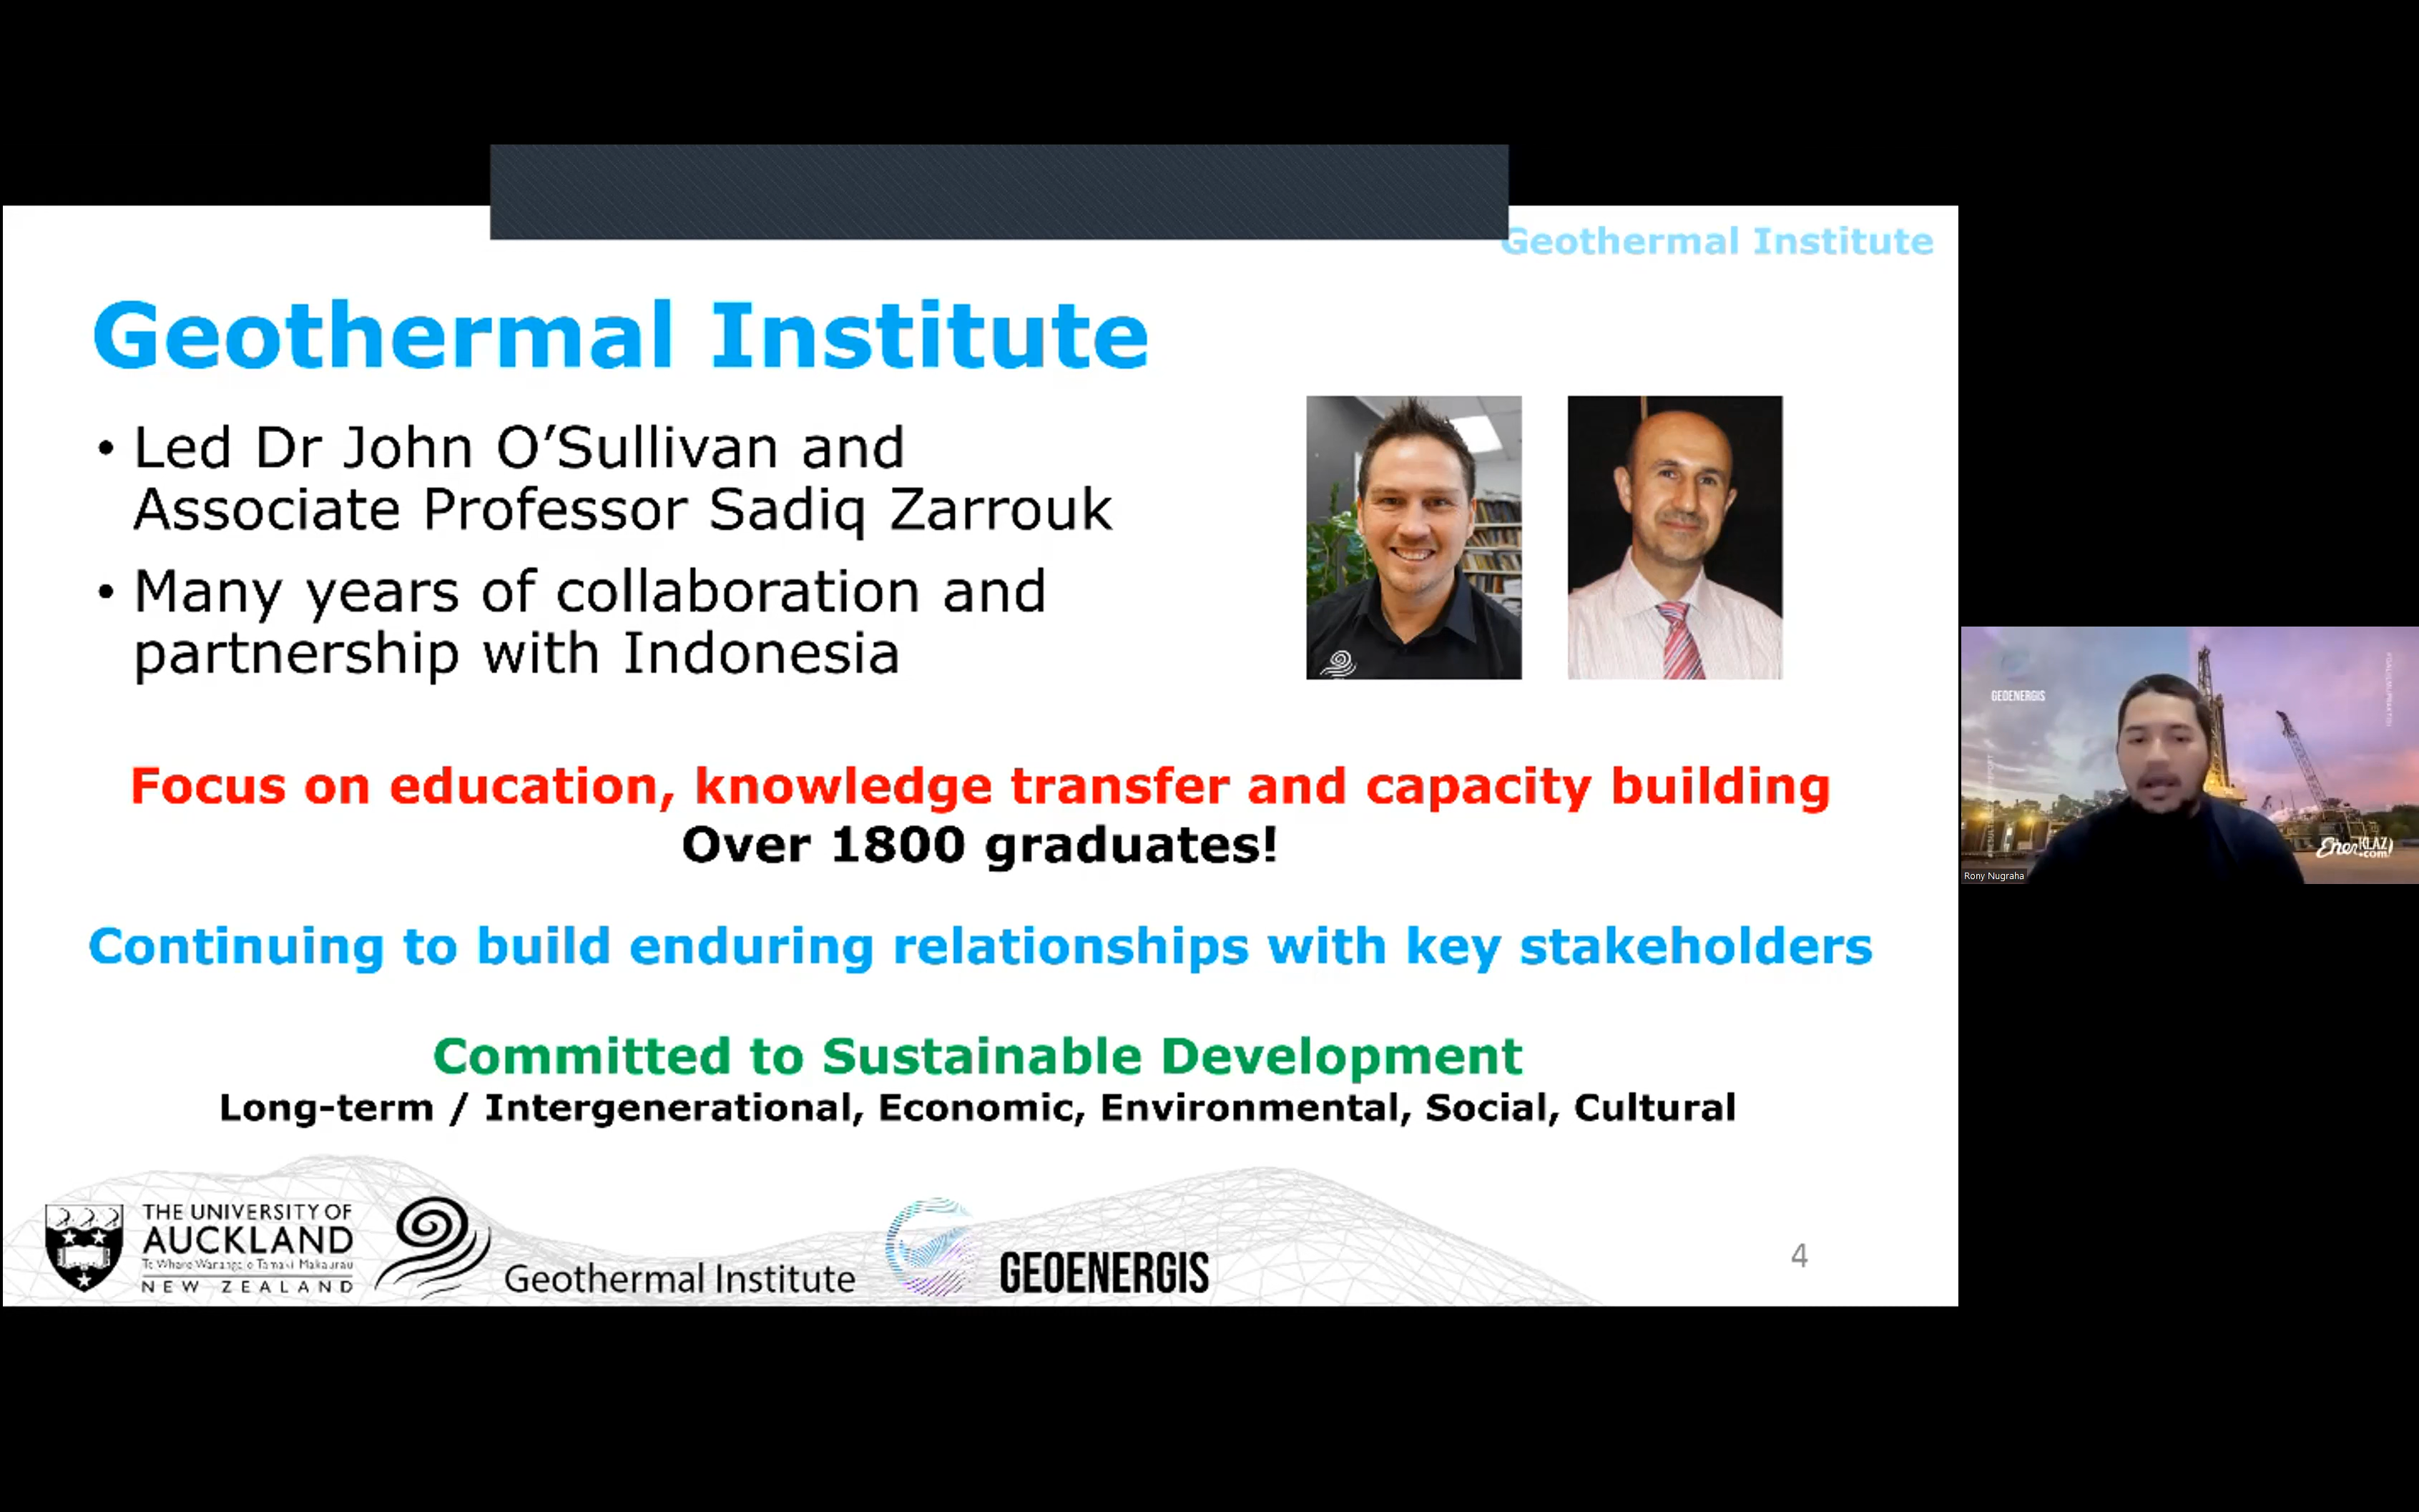 Geothermal Institute
Geothermal Institute
• Led Dr John O’Sullivan and
Associate Professor Sadiq Zarrouk
• Many years of collaboration and
partnership with Indonesia
Focus on education, knowledge transfer and capacity building
Over 1800 graduates!
Continuing to build enduring relationships with key stakeholders
Committed to Sustainable Development
Long-term / Intergenerational, Economic, Environmental, Social, Cultural
THE UNIVERSITY OF
AUCKLAND
Te Whare Wānanga o Tāmaki Makaurau
NEW ZEALAND
Geothermal Institute
GEOENERGIS
4
GEOENERGIS
EnerKLAZ
.com
Rony Nugraha